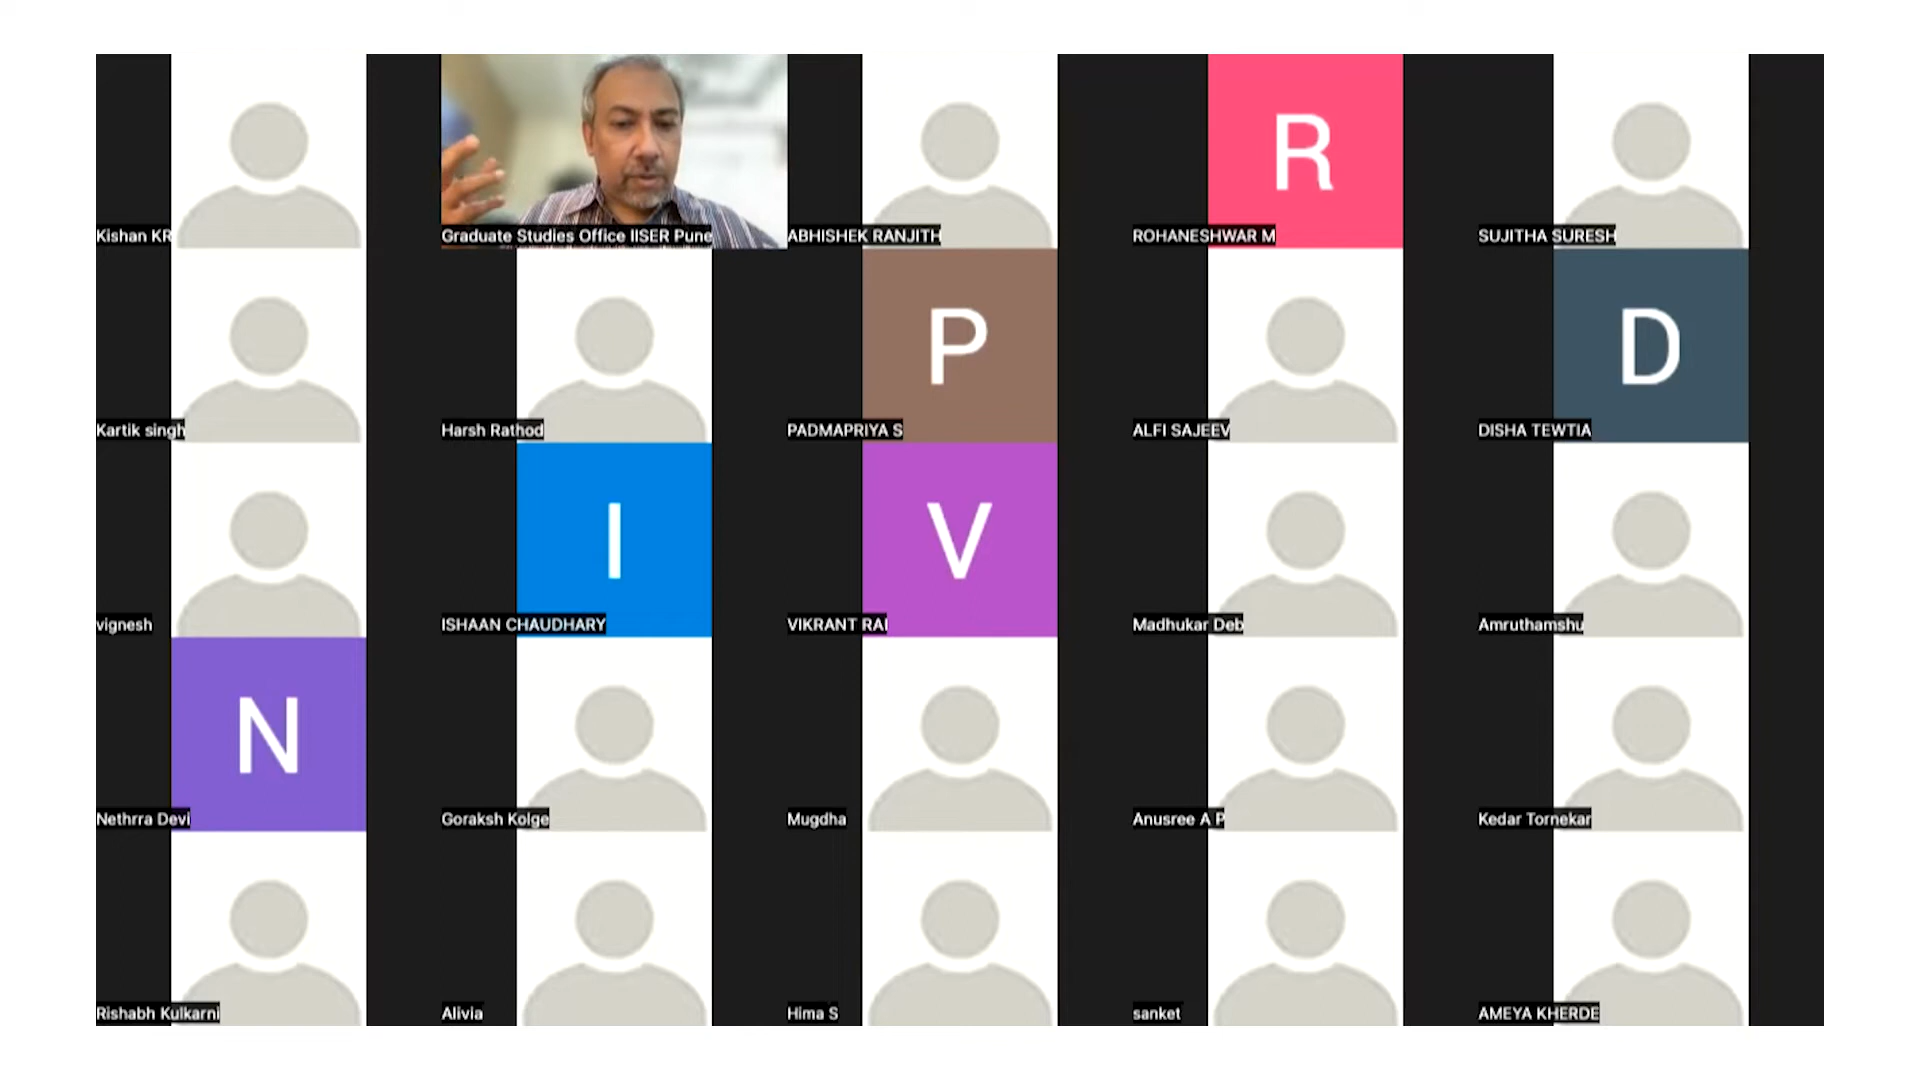 R
Kishan KR
Graduate Studies Office IISER Pune
ABHISHEK RANJITH
ROHANESHWAR M
SUJITHA SURESH
P
D
Kartik singh
Harsh Rathod
PADMAPRIYA S
ALFI SAJEEV
DISHA TEWTIA
I
V
vignesh
ISHAAN CHAUDHARY
VIKRANT RAI
Madhukar Deb
Amruthamshu
N
Nethrra Devi
Goraksh Kolge
Mugdha
Anusree A P
Kedar Tornekar
Rishabh Kulkarni
Alivia
Hima S
sanket
AMEYA KHERDE